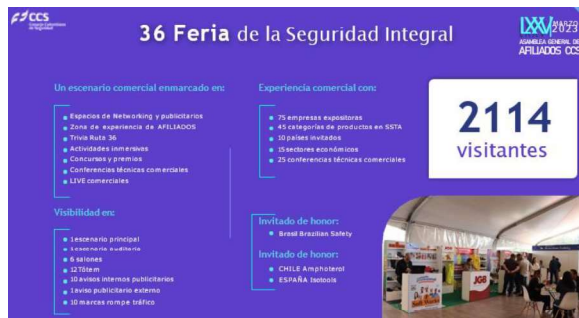 CCS
Consejo Colombiano
de Seguridad
36 Feria de la Seguridad Integral
LXXV MARZO
2023
ASAMBLEA GENERAL DE
AFILIADOS CCS
Un escenario comercial enmarcado en:
Espacios de Networking y publicitarios
Zona de experiencia de AFILIADOS
Trivia Ruta 36
Actividades inmersivas
Concursos y premios
Conferencias técnicas comerciales
LIVE comerciales
Visibilidad en:
1 escenario principal
1 escenario auditorio
6 salones
12 Tótem
10 avisos internos publicitarios
1 aviso publicitario externo
10 marcas rompe tráfico
Experiencia comercial con:
75 empresas expositoras
45 categorías de productos en SSTA
10 países invitados
15 sectores económicos
25 conferencias técnicas comerciales
Invitado de honor:
Brasil Brazilian Safety
Invitado de honor:
CHILE Amphoterol
ESPAÑA Isotools
2114
visitantes
JGB